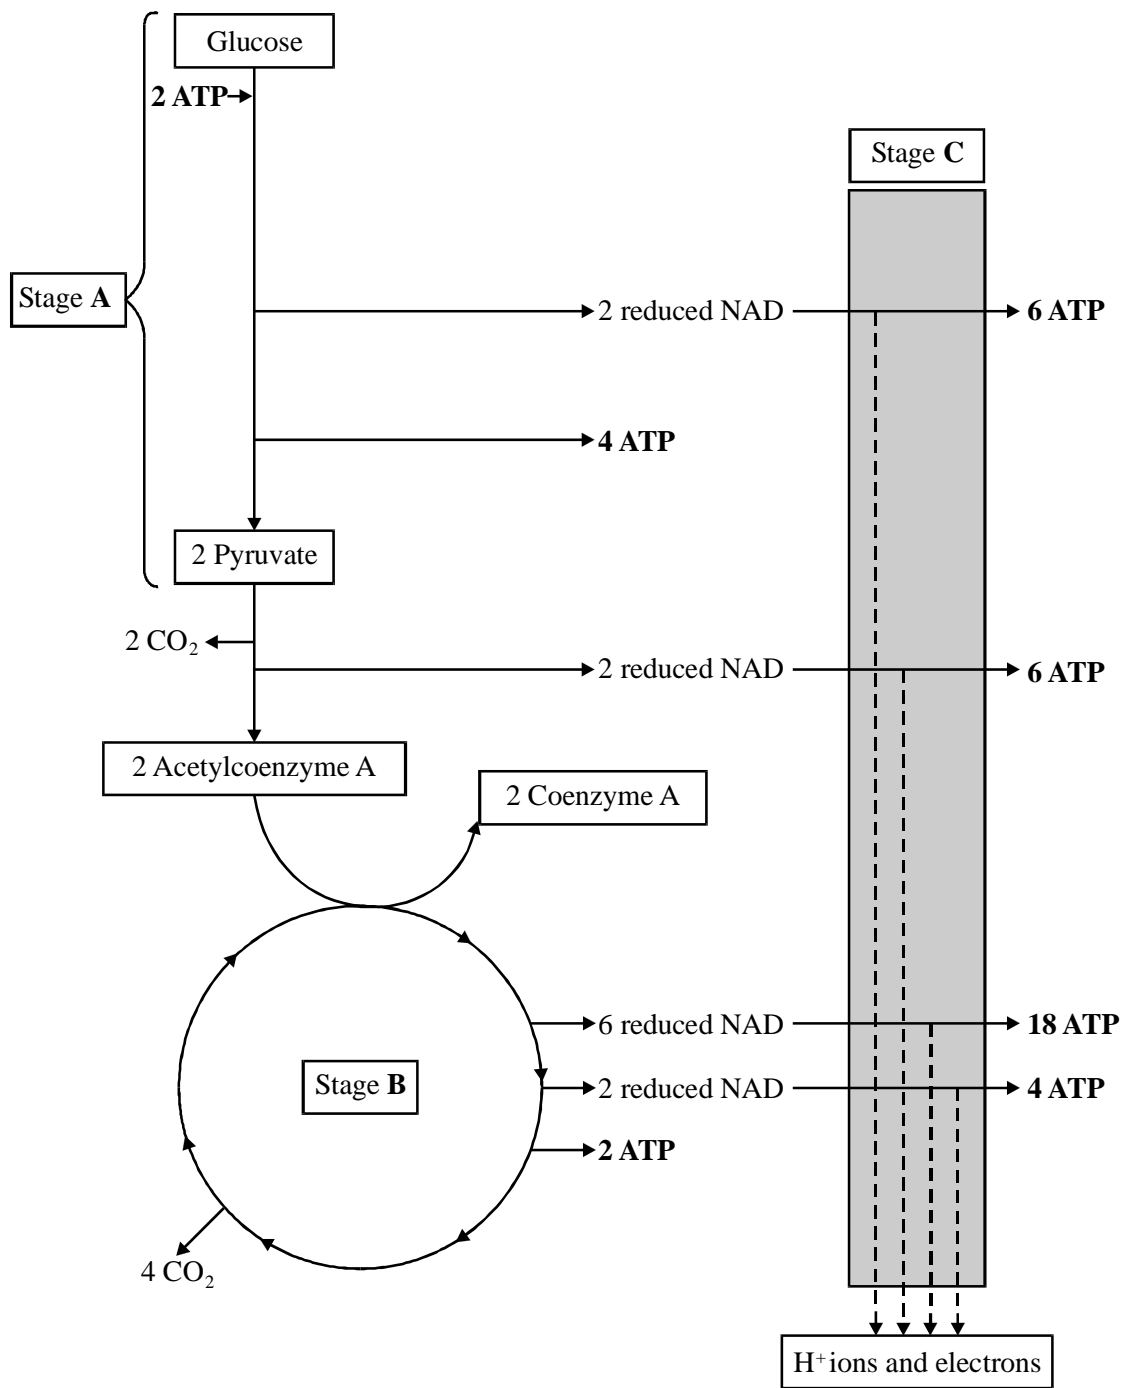 Glucose
2 ATP
Stage C
Stage A
2 reduced NAD
6 ATP
4 ATP
2 Pyruvate
2 CO₂
2 reduced NAD
6 ATP
2 Acetylcoenzyme A
2 Coenzyme A
6 reduced NAD
18 ATP
Stage B
2 reduced NAD
4 ATP
2 ATP
4 CO₂
H⁺ ions and electrons